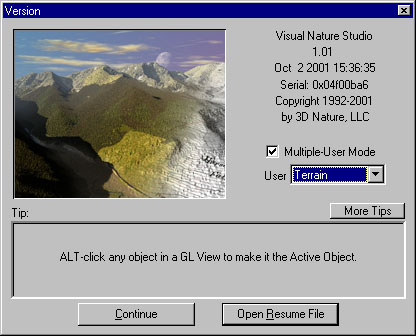 Version
Visual Nature Studio
1.01
Oct  2 2001 15:36:35
Serial: 0x04f00ba6
Copyright 1992-2001
by 3D Nature, LLC
Multiple-User Mode
User Terrain
Tip:
More Tips
ALT-click any object in a GL View to make it the Active Object.
Continue
Open Resume File